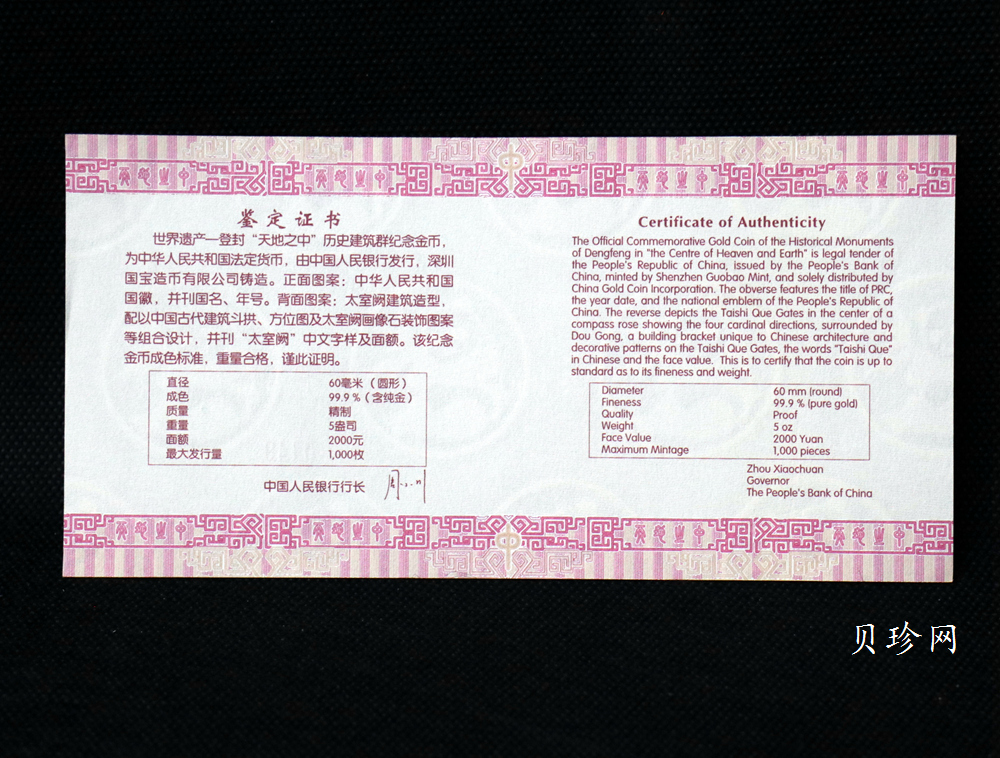 鉴定证书
世界遗产—登封“天地之中”历史建筑群纪念金币，
为中华人民共和国法定货币，由中国人民银行发行，深圳
国宝造币有限公司铸造。正面图案：中华人民共和国
国徽，并刊国名、年号。背面图案：太室阙建筑造型，
配以中国古代建筑斗拱、方位图及太室阙画像石装饰图案
等组合设计，并刊“太室阙”中文字样及面额。该纪念
金币成色标准，重量合格，谨此证明。
直径 60毫米（圆形）
成色 99.9％（含纯金）
质量 精制
重量 5盎司
面额 2000元
最大发行量 1,000枚
中国人民银行行长
Certificate of Authenticity
The Official Commemorative Gold Coin of the Historical Monuments
of Dengfeng in "the Centre of Heaven and Earth" is legal tender of
the People's Republic of China, issued by the People's Bank of
China, minted by Shenzhen Guobao Mint, and solely distributed by
China Gold Coin Incorporation. The obverse features the title of PRC,
the year date, and the national emblem of the People's Republic of
China. The reverse depicts the Taishi Que Gates in the center of a
compass rose showing the four cardinal directions, surrounded by
Dou Gong, a building bracket unique to Chinese architecture and
decorative patterns on the Taishi Que Gates, the words "Taishi Que"
in Chinese and the face value. This is to certify that the coin is up to
standard as to its fineness and weight.
Diameter 60 mm (round)
Fineness 99.9 % (pure gold)
Quality Proof
Weight 5 oz
Face Value 2000 Yuan
Maximum Mintage 1,000 pieces
Zhou Xiaochuan
Governor
The People's Bank of China
贝珍网